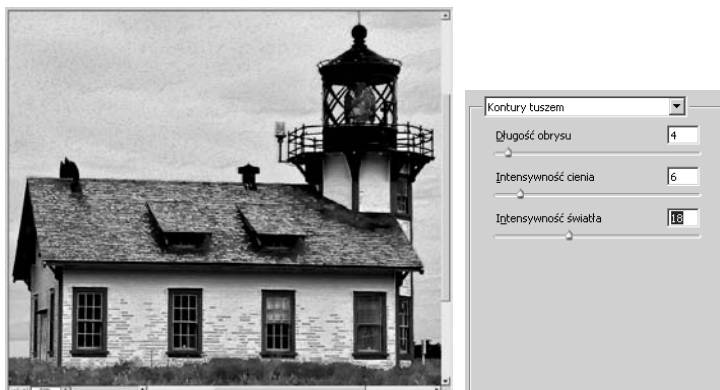 Kontury tuszem
Długość obrysu 4
Intensywność cienia 6
Intensywność światła 18